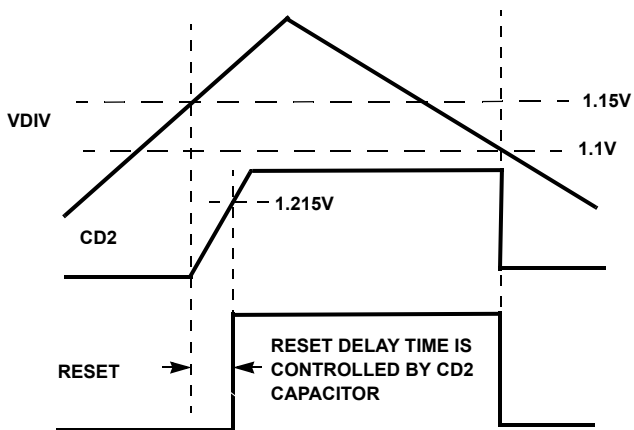 1.15V
VDIV
1.1V
1.215V
CD2
RESET
RESET DELAY TIME IS
CONTROLLED BY CD2
CAPACITOR